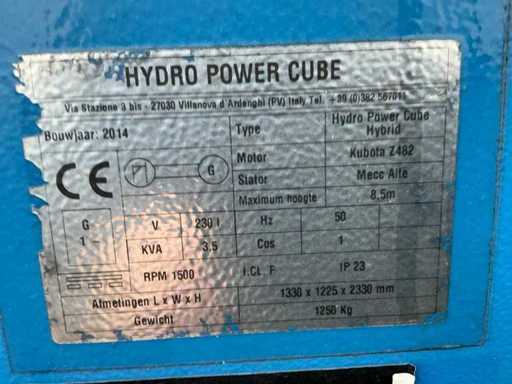 HYDRO POWER CUBE
Via Stazione 3 bis - 27030 Villanova d'Ardenghi (PV) Italy Tel. +39 (0)382 567011
Bouwjaar: 2014
Type
Hydro Power Cube
Hybrid
Motor
Kubota Z482
Stator
Mecc Alte
Maximum hoogte
8,5m
CE
G
G
1 ~
V
230
Hz
50
KVA
3,5
Cos
1
RPM 1500
I.CL. F
IP 23
Afmetingen L x W x H
1330 x 1225 x 2330 mm
Gewicht
1250 Kg